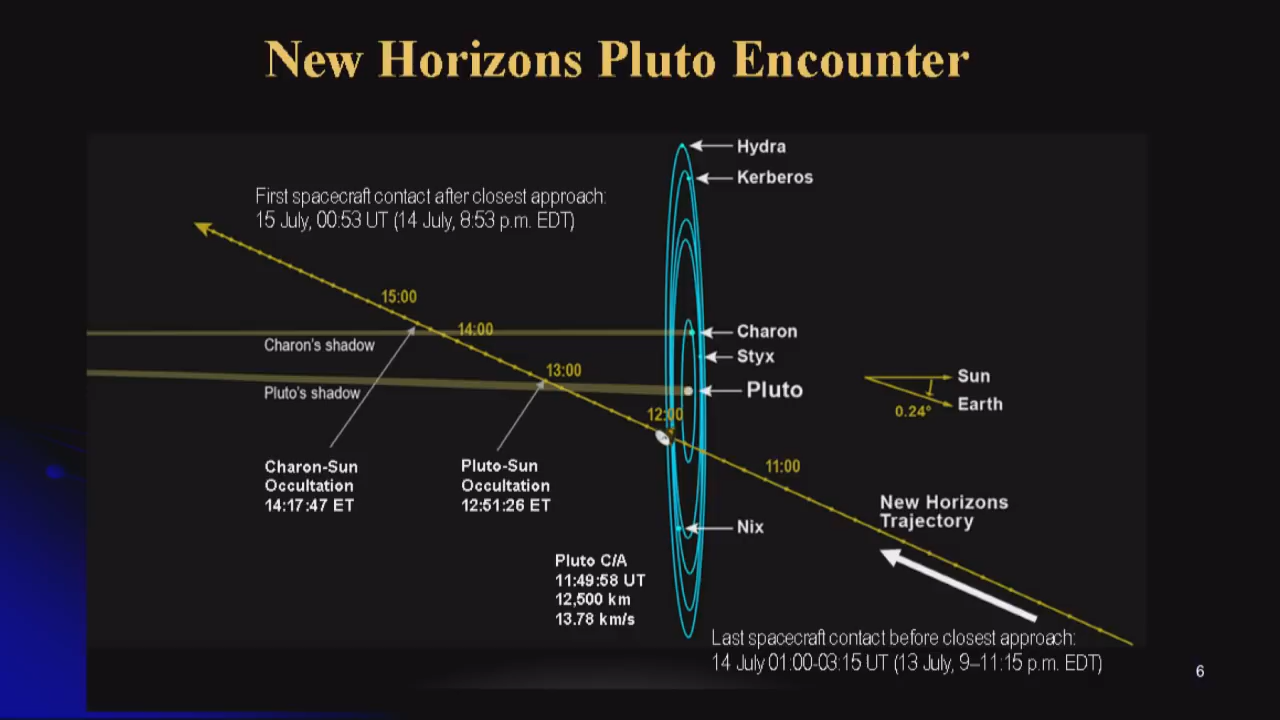 New Horizons Pluto Encounter
Hydra
Kerberos
First spacecraft contact after closest approach:
15 July, 00:53 UT (14 July, 8:53 p.m. EDT)
15:00
14:00
Charon
Charon's shadow
Styx
13:00
Pluto
Pluto's shadow
Sun
Earth
0.24°
12:00
11:00
Charon-Sun
Occultation
14:17:47 ET
Pluto-Sun
Occultation
12:51:26 ET
New Horizons
Trajectory
Nix
Pluto C/A
11:49:58 UT
12,500 km
13.78 km/s
Last spacecraft contact before closest approach:
14 July 01:00-03:15 UT (13 July, 9–11:15 p.m. EDT)
6